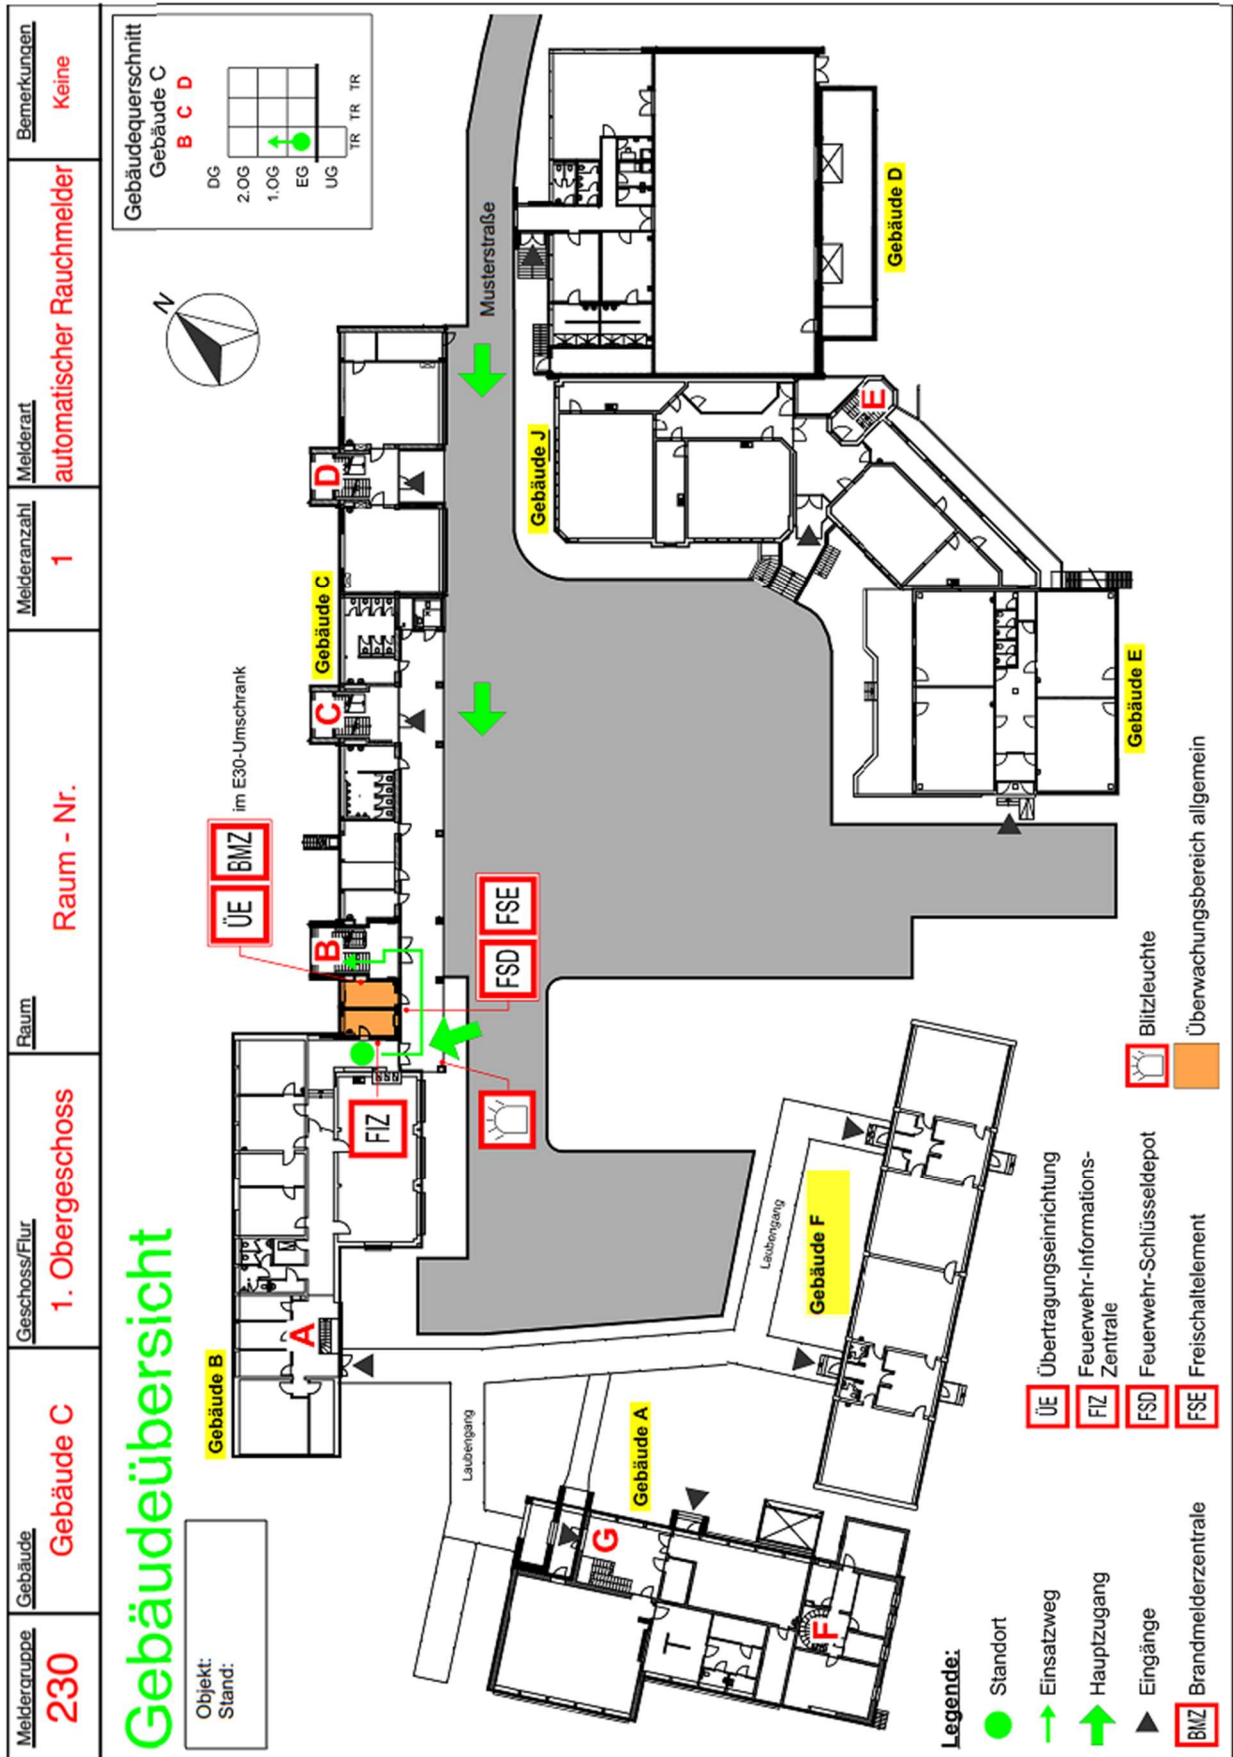 Meldergruppe
230
Gebäude
Gebäude C
Geschoss/Flur
1. Obergeschoss
Raum
Raum - Nr.
Melderanzahl
1
Melderart
automatischer Rauchmelder
Bemerkungen
Keine
Gebäudeübersicht
Objekt:
Stand:
Gebäudequerschnitt
Gebäude C
B C D
DG
2.OG
1.OG
EG
UG
TR TR TR
N
Gebäude B
A
ÜE
BMZ
im E30-Umschrank
B
C
Gebäude C
D
Musterstraße
FIZ
FSD
FSE
Gebäude J
Gebäude D
E
Gebäude E
Laubengang
Laubengang
Gebäude A
G
F
Gebäude F
Legende:
Standort
Einsatzweg
Hauptzugang
Eingänge
BMZ Brandmelderzentrale
ÜE Übertragungseinrichtung
FIZ Feuerwehr-Informations-
Zentrale
FSD Feuerwehr-Schlüsseldepot
FSE Freischaltelement
Blitzleuchte
Überwachungsbereich allgemein